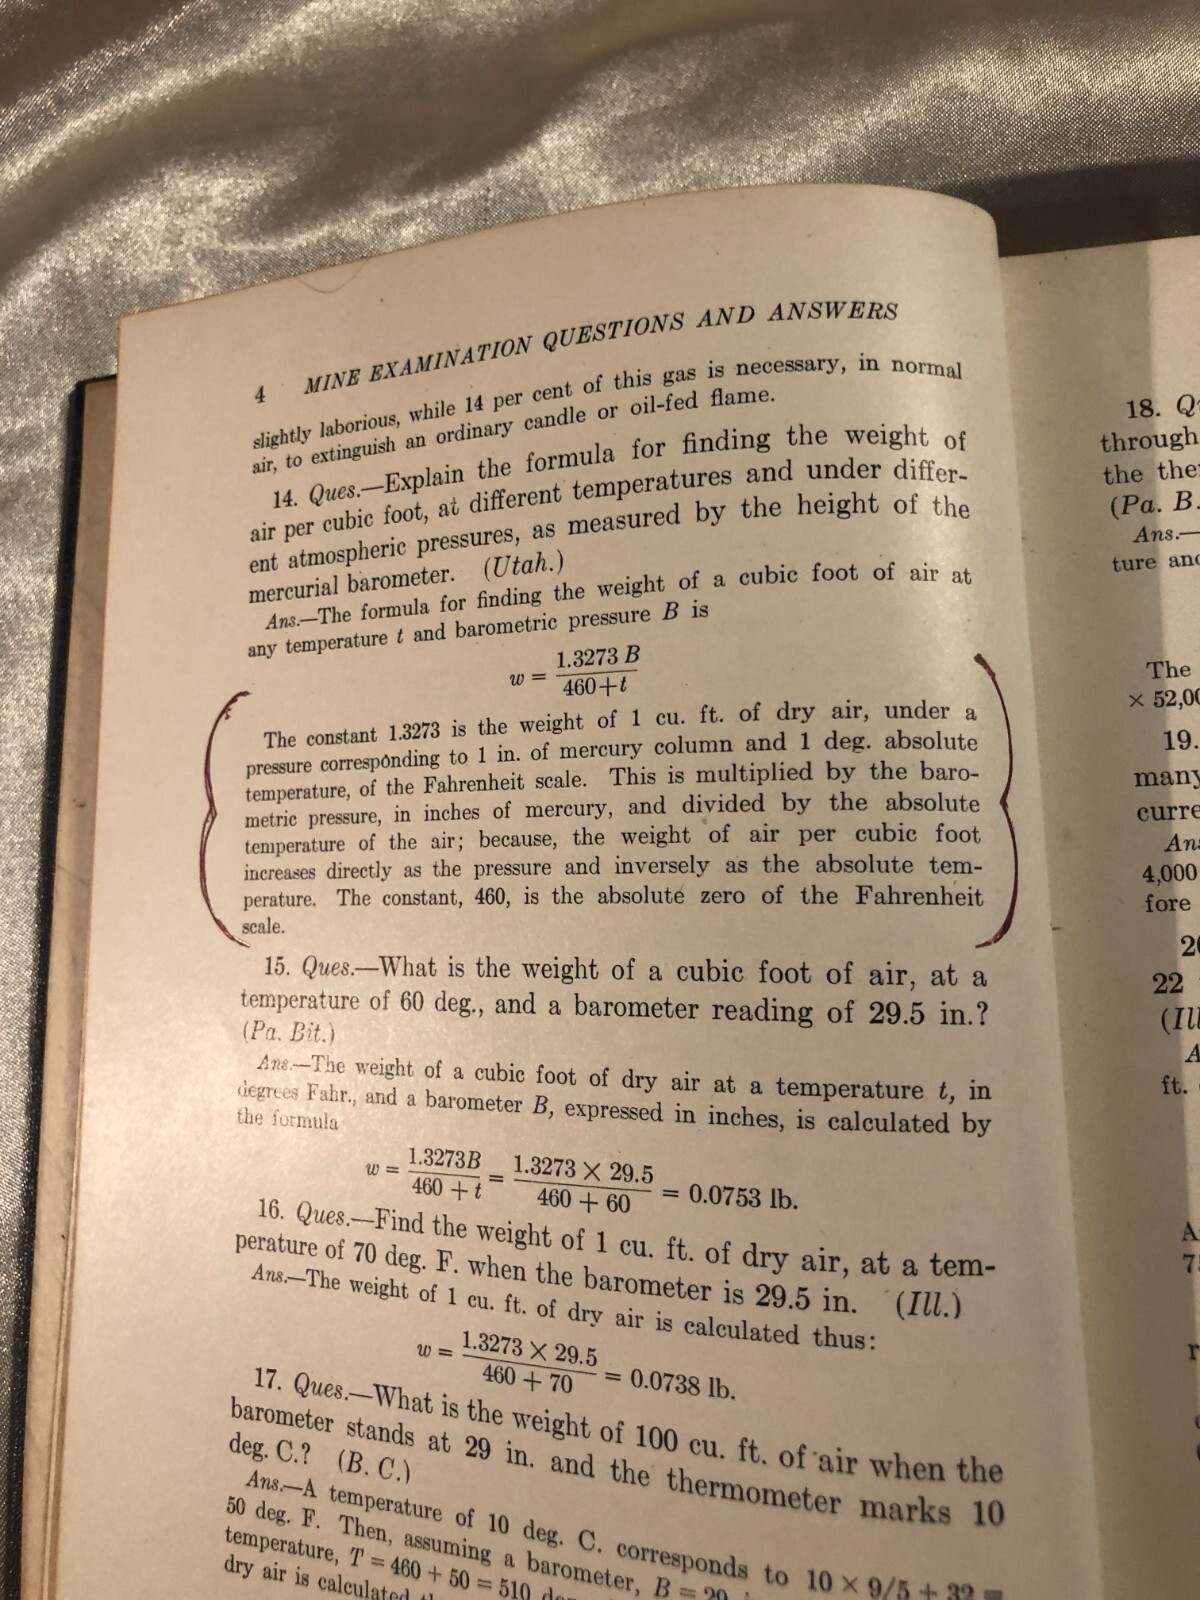 4 MINE EXAMINATION QUESTIONS AND ANSWERS
slightly laborious, while 14 per cent of this gas is necessary, in normal
air, to extinguish an ordinary candle or oil-fed flame.
14. Ques.—Explain the formula for finding the weight of
air per cubic foot, at different temperatures and under differ-
ent atmospheric pressures, as measured by the height of the
mercurial barometer. (Utah.)
Ans.—The formula for finding the weight of a cubic foot of air at
any temperature t and barometric pressure B is
w = 1.3273 B / 460+t
The constant 1.3273 is the weight of 1 cu. ft. of dry air, under a
pressure corresponding to 1 in. of mercury column and 1 deg. absolute
temperature, of the Fahrenheit scale. This is multiplied by the baro-
metric pressure, in inches of mercury, and divided by the absolute
temperature of the air; because, the weight of air per cubic foot
increases directly as the pressure and inversely as the absolute tem-
perature. The constant, 460, is the absolute zero of the Fahrenheit
scale.
15. Ques.—What is the weight of a cubic foot of air, at a
temperature of 60 deg., and a barometer reading of 29.5 in.?
(Pa. Bit.)
Ans.—The weight of a cubic foot of dry air at a temperature t, in
degrees Fahr., and a barometer B, expressed in inches, is calculated by
the formula
w = 1.3273B / 460 + t = 1.3273 × 29.5 / 460 + 60 = 0.0753 lb.
16. Ques.—Find the weight of 1 cu. ft. of dry air, at a tem-
perature of 70 deg. F. when the barometer is 29.5 in. (Ill.)
Ans.—The weight of 1 cu. ft. of dry air is calculated thus:
w = 1.3273 × 29.5 / 460 + 70 = 0.0738 lb.
17. Ques.—What is the weight of 100 cu. ft. of air when the
barometer stands at 29 in. and the thermometer marks 10
deg. C.? (B. C.)
Ans.—A temperature of 10 deg. C. corresponds to 10 × 9/5 + 32 =
50 deg. F. Then, assuming a barometer, B = 29
temperature, T = 460 + 50 = 510
dry air is calculated
18.
through
the
(Pa. B.
Ans.—
ture
The
× 52,00
19.
many
curre
4,000
fore
22
ft.